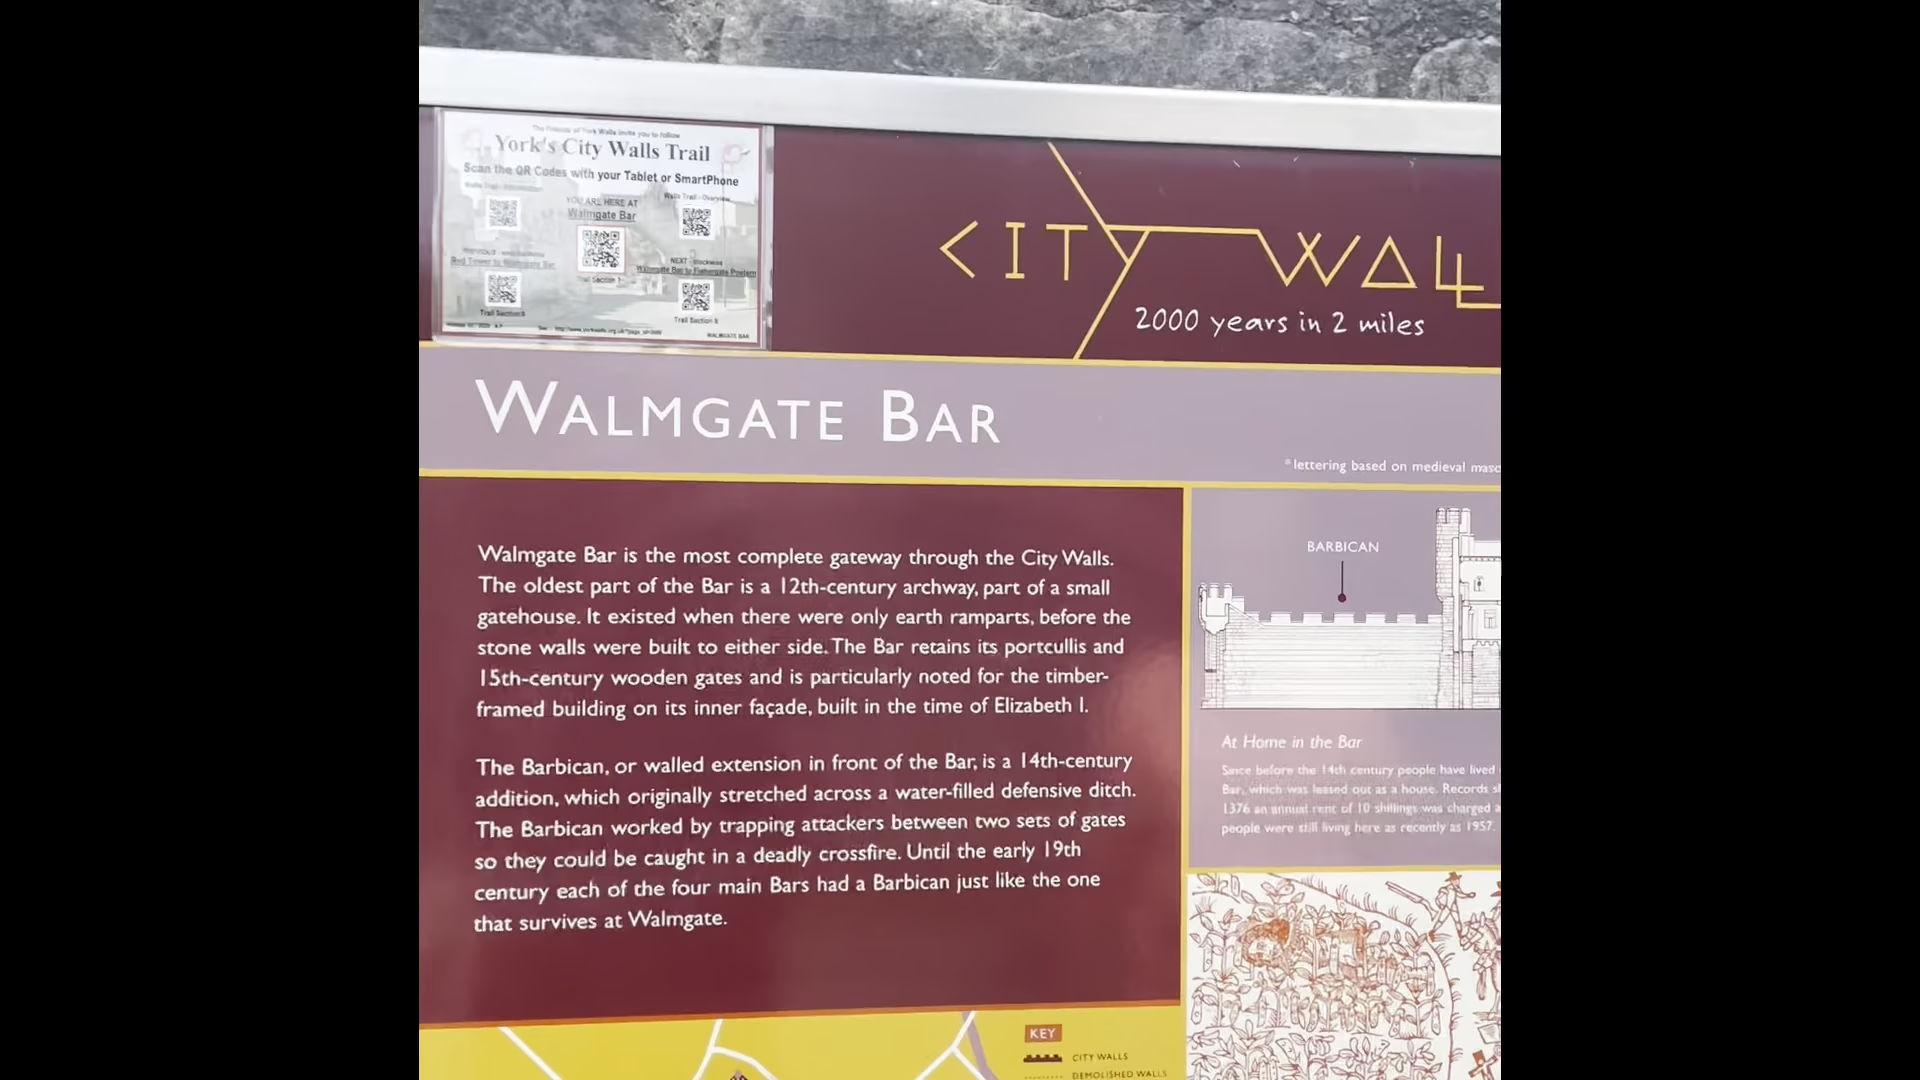 The Friends of York Walls invite you to follow
York's City Walls Trail
Scan the QR Codes with your Tablet or SmartPhone
Walls Trail - Overview
YOU ARE HERE AT
Walmgate Bar
Red Tower to Walmgate Bar
NEXT - clockwise
Walmgate Bar to Fishergate Postern
Trail Section
Trail Section
WALMGATE BAR
CITY WALL
2000 years in 2 miles
WALMGATE BAR
*lettering based on medieval
Walmgate Bar is the most complete gateway through the City Walls.
The oldest part of the Bar is a 12th-century archway, part of a small
gatehouse. It existed when there were only earth ramparts, before the
stone walls were built to either side. The Bar retains its portcullis and
15th-century wooden gates and is particularly noted for the timber-
framed building on its inner façade, built in the time of Elizabeth I.
The Barbican, or walled extension in front of the Bar, is a 14th-century
addition, which originally stretched across a water-filled defensive ditch.
The Barbican worked by trapping attackers between two sets of gates
so they could be caught in a deadly crossfire. Until the early 19th
century each of the four main Bars had a Barbican just like the one
that survives at Walmgate.
BARBICAN
At Home in the Bar
Since before the 14th century people have lived
Bar, which was leased out as a house. Records
1376 an annual rent of 10 shillings was charged
people were still living here as recently as 1957.
KEY
CITY WALLS
DEMOLISHED WALLS